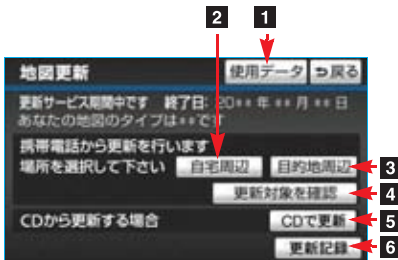 2
1
地図更新 使用データ 戻る
更新サービス期間中です 終了日: 20**年**月**日
あなたの地図のタイプは**です
携帯電話から更新を行います
場所を選択して下さい 自宅周辺 目的地周辺 3
更新対象を確認 4
CDから更新する場合 CDで更新 5
更新記録 6